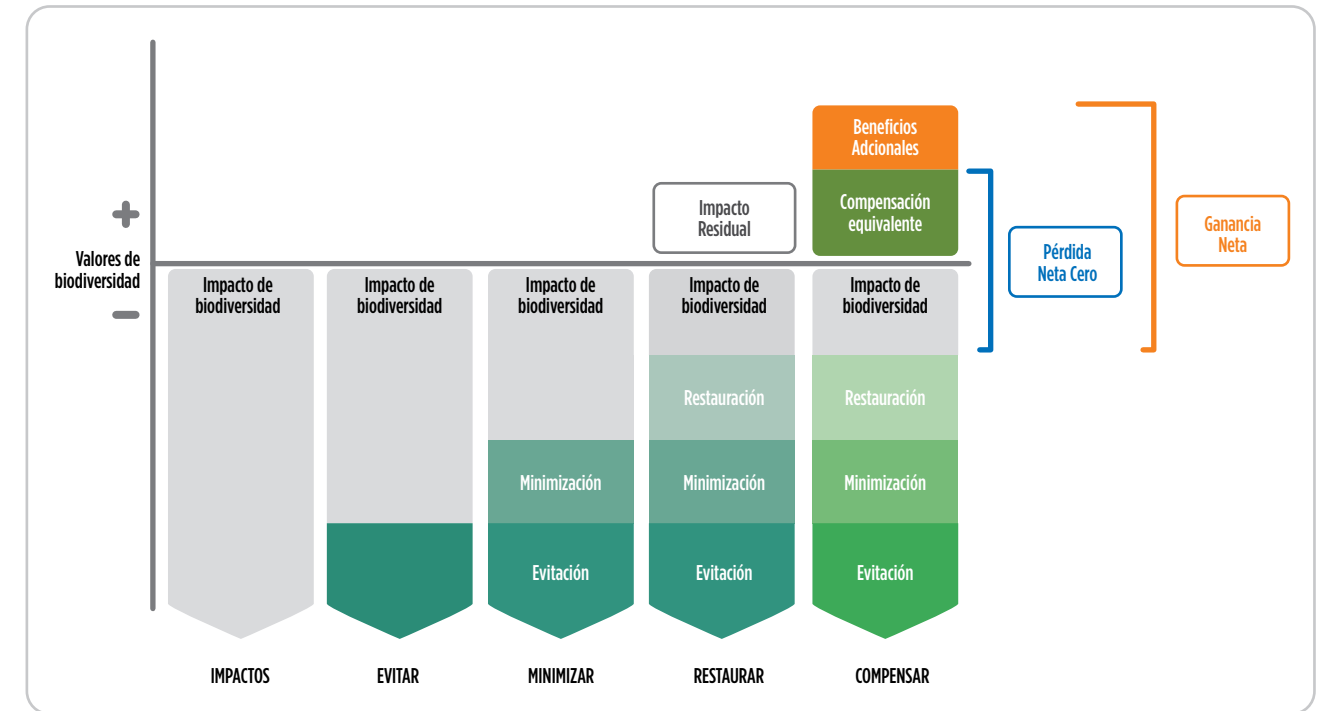 Beneficios
Adcionales
Compensación
equivalente
Impacto
Residual
Ganancia
Neta
Pérdida
Neta Cero
+
Valores de
biodiversidad
−
Impacto de
biodiversidad
Impacto de
biodiversidad
Impacto de
biodiversidad
Impacto de
biodiversidad
Impacto de
biodiversidad
Restauración
Restauración
Minimización
Minimización
Minimización
Evitación
Evitación
Evitación
IMPACTOS
EVITAR
MINIMIZAR
RESTAURAR
COMPENSAR